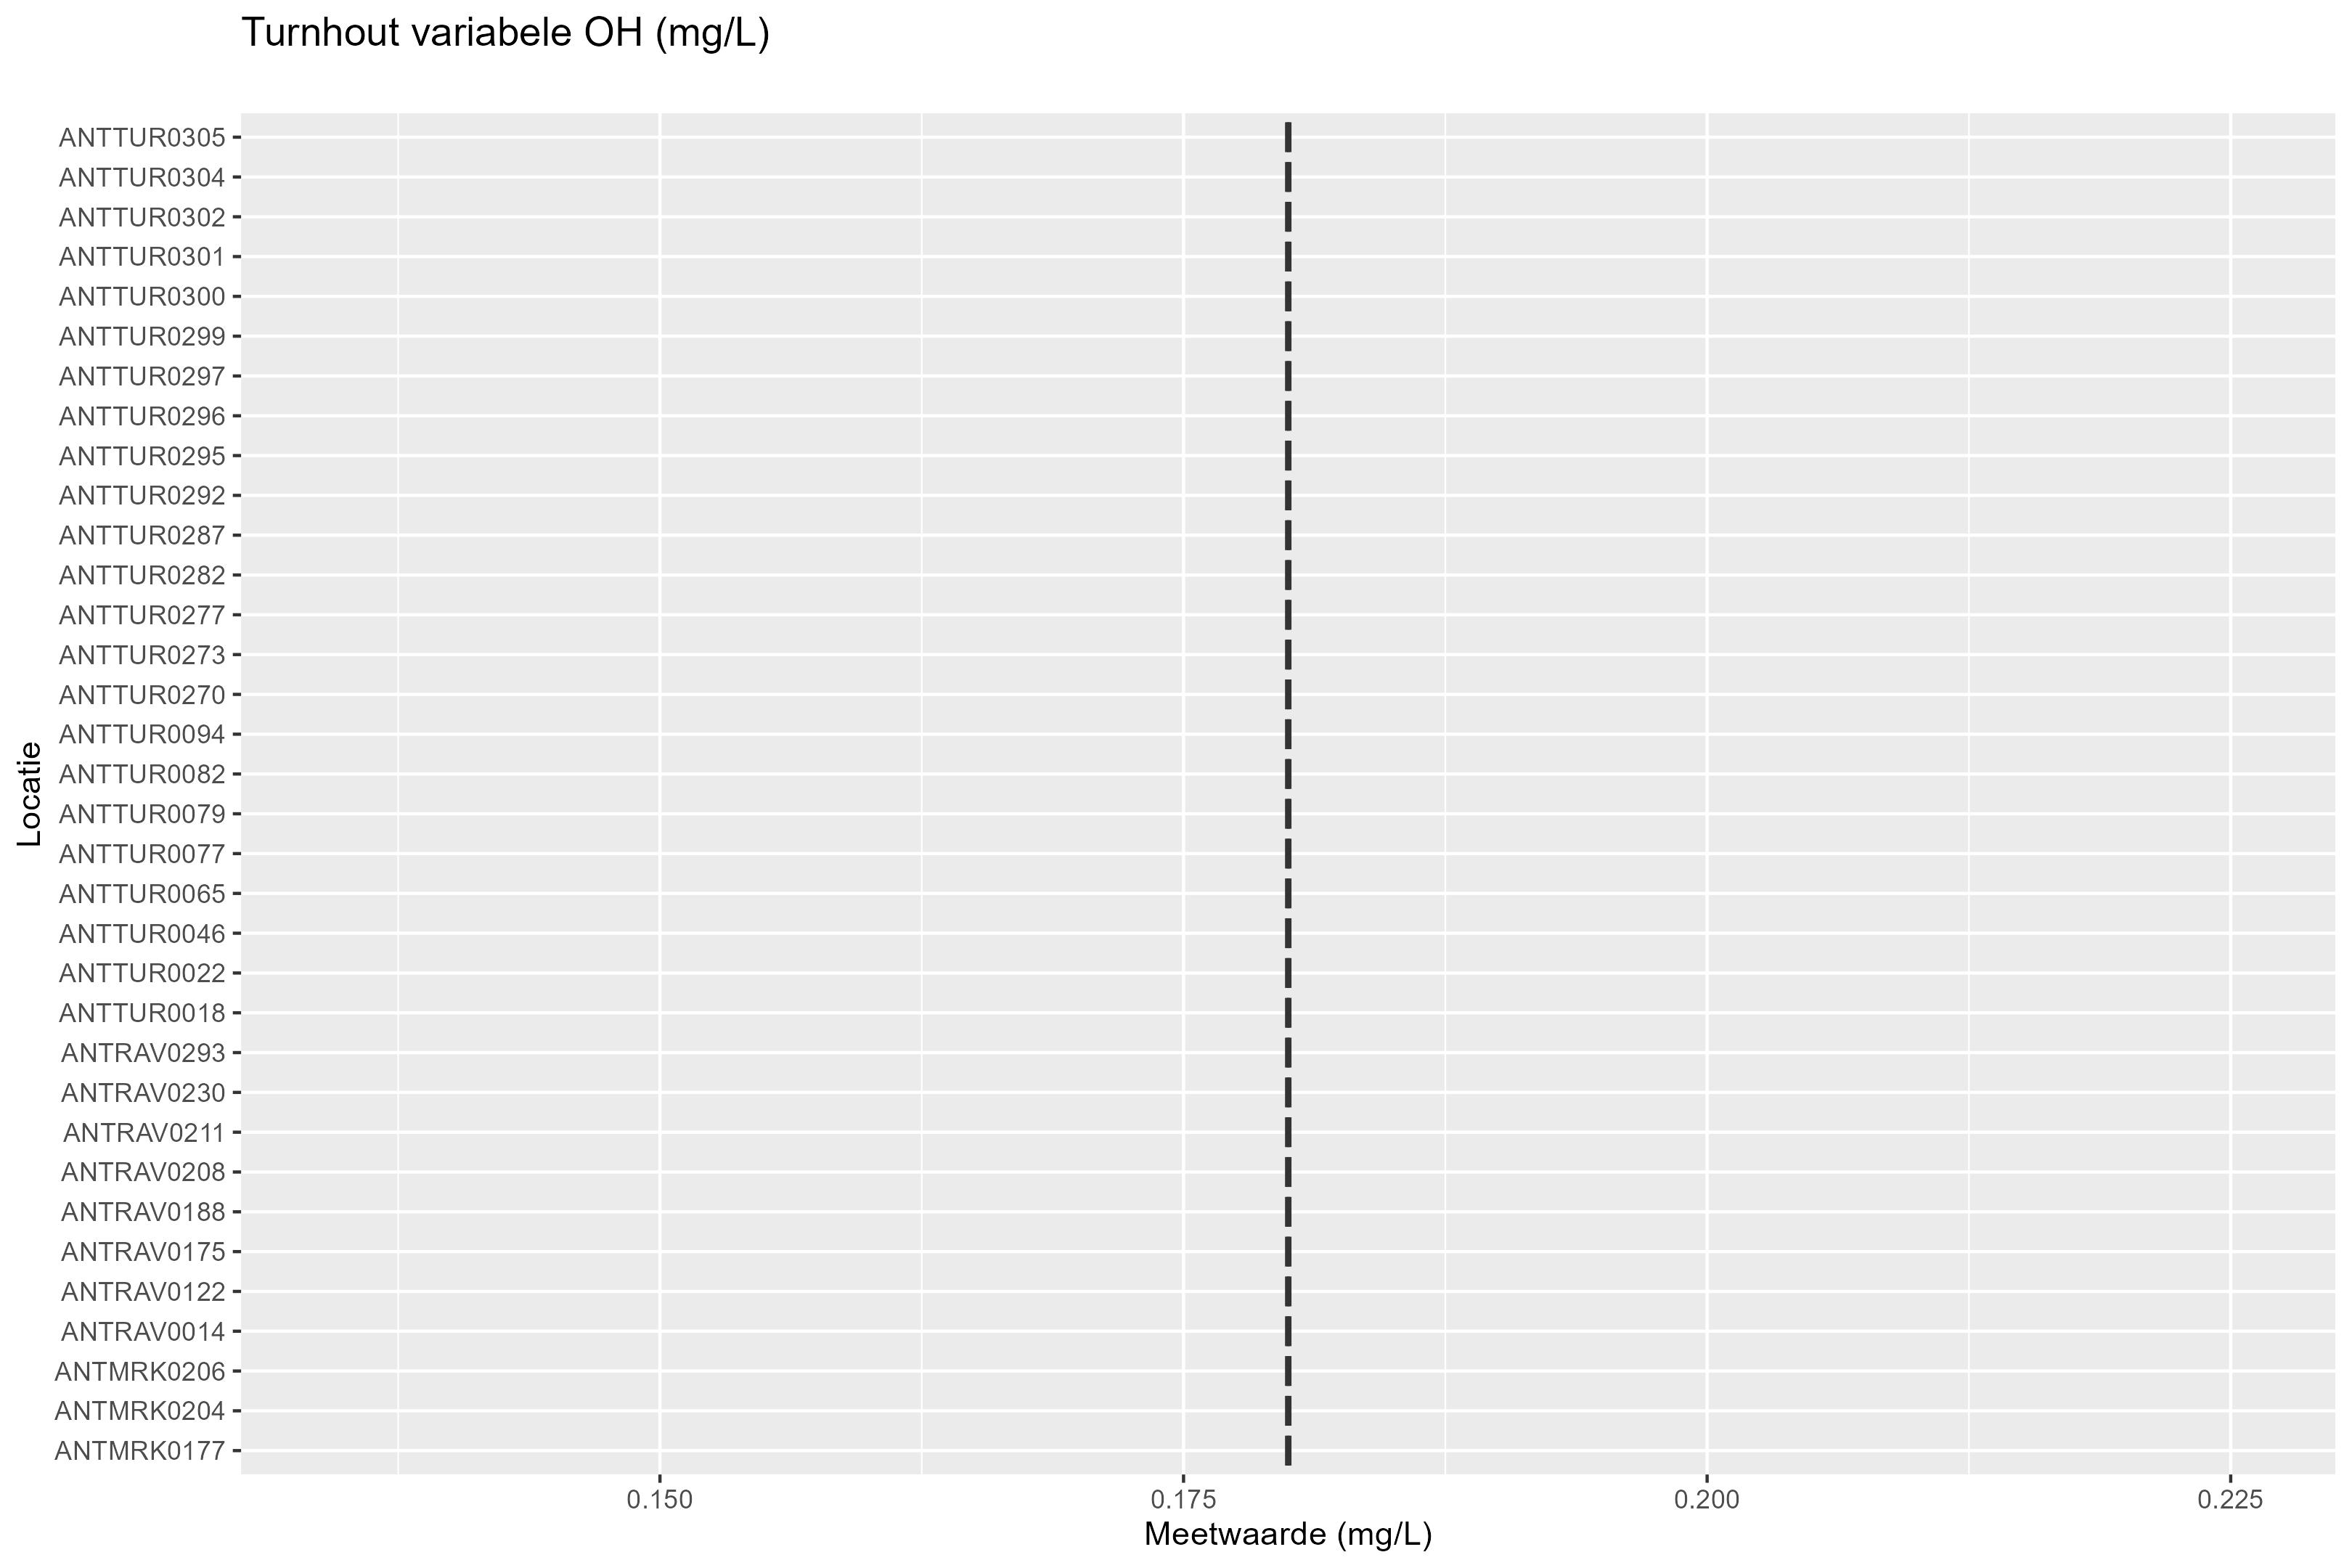 Turnhout variabele OH (mg/L)
ANTTUR0305
ANTTUR0304
ANTTUR0302
ANTTUR0301
ANTTUR0300
ANTTUR0299
ANTTUR0297
ANTTUR0296
ANTTUR0295
ANTTUR0292
ANTTUR0287
ANTTUR0282
ANTTUR0277
ANTTUR0273
ANTTUR0270
ANTTUR0094
ANTTUR0082
ANTTUR0079
ANTTUR0077
ANTTUR0065
ANTTUR0046
ANTTUR0022
ANTTUR0018
ANTRAV0293
ANTRAV0230
ANTRAV0211
ANTRAV0208
ANTRAV0188
ANTRAV0175
ANTRAV0122
ANTRAV0014
ANTMRK0206
ANTMRK0204
ANTMRK0177
Locatie
0.150 0.175 0.200 0.225
Meetwaarde (mg/L)